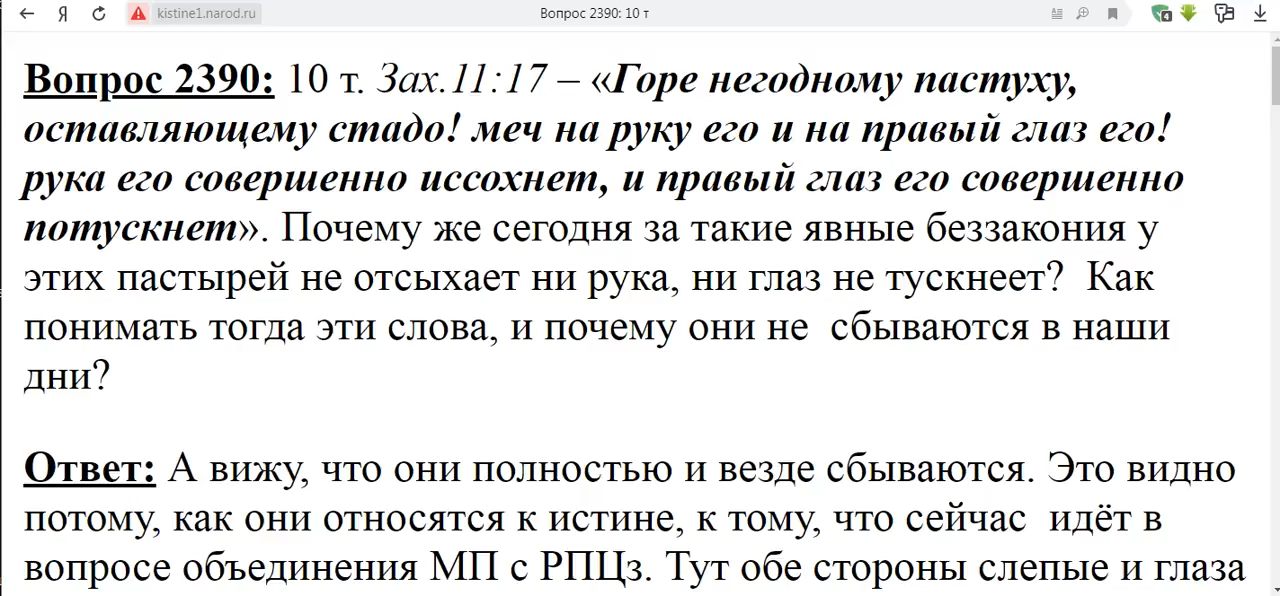 Я kistine1.narod.ru Вопрос 2390: 10 т 4
Вопрос 2390: 10 т. Зах.11:17 – «Горе негодному пастуху,
оставляющему стадо! меч на руку его и на правый глаз его!
рука его совершенно иссохнет, и правый глаз его совершенно
потускнет». Почему же сегодня за такие явные беззакония у
этих пастырей не отсыхает ни рука, ни глаз не тускнеет?  Как
понимать тогда эти слова, и почему они не  сбываются в наши
дни?
Ответ: А вижу, что они полностью и везде сбываются. Это видно
потому, как они относятся к истине, к тому, что сейчас  идёт в
вопросе объединения МП с РПЦз. Тут обе стороны слепые и глаза